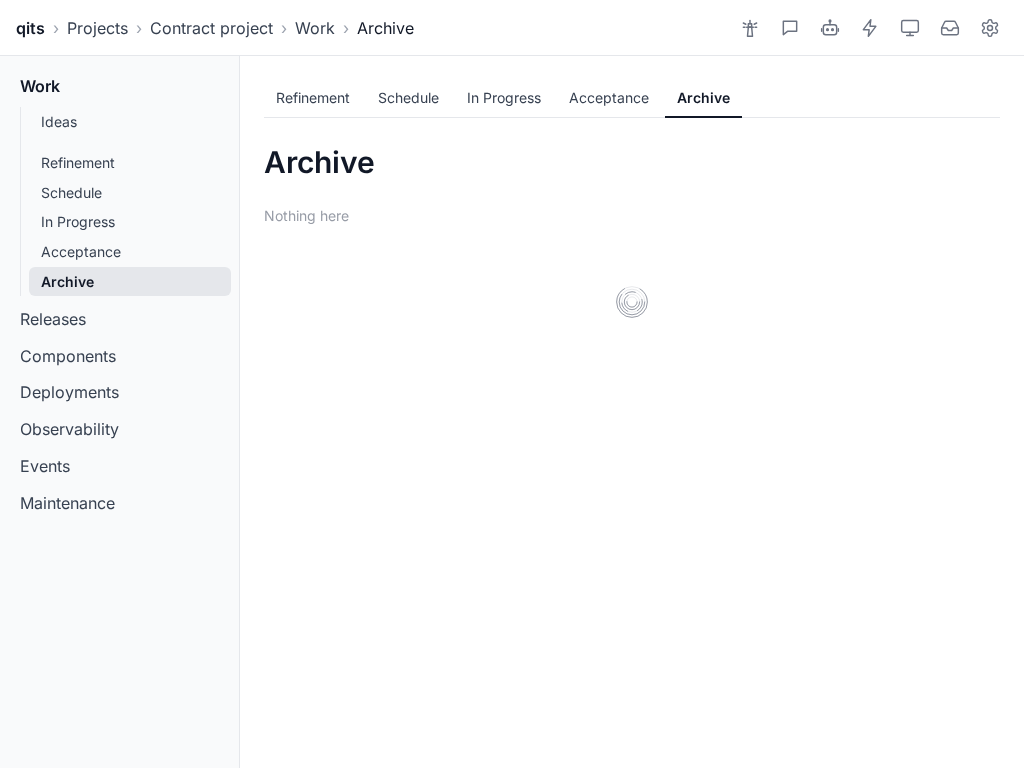 qits › Projects › Contract project › Work › Archive
Work
Ideas
Refinement
Schedule
In Progress
Acceptance
Archive
Releases
Components
Deployments
Observability
Events
Maintenance
Refinement Schedule In Progress Acceptance Archive
Archive
Nothing here